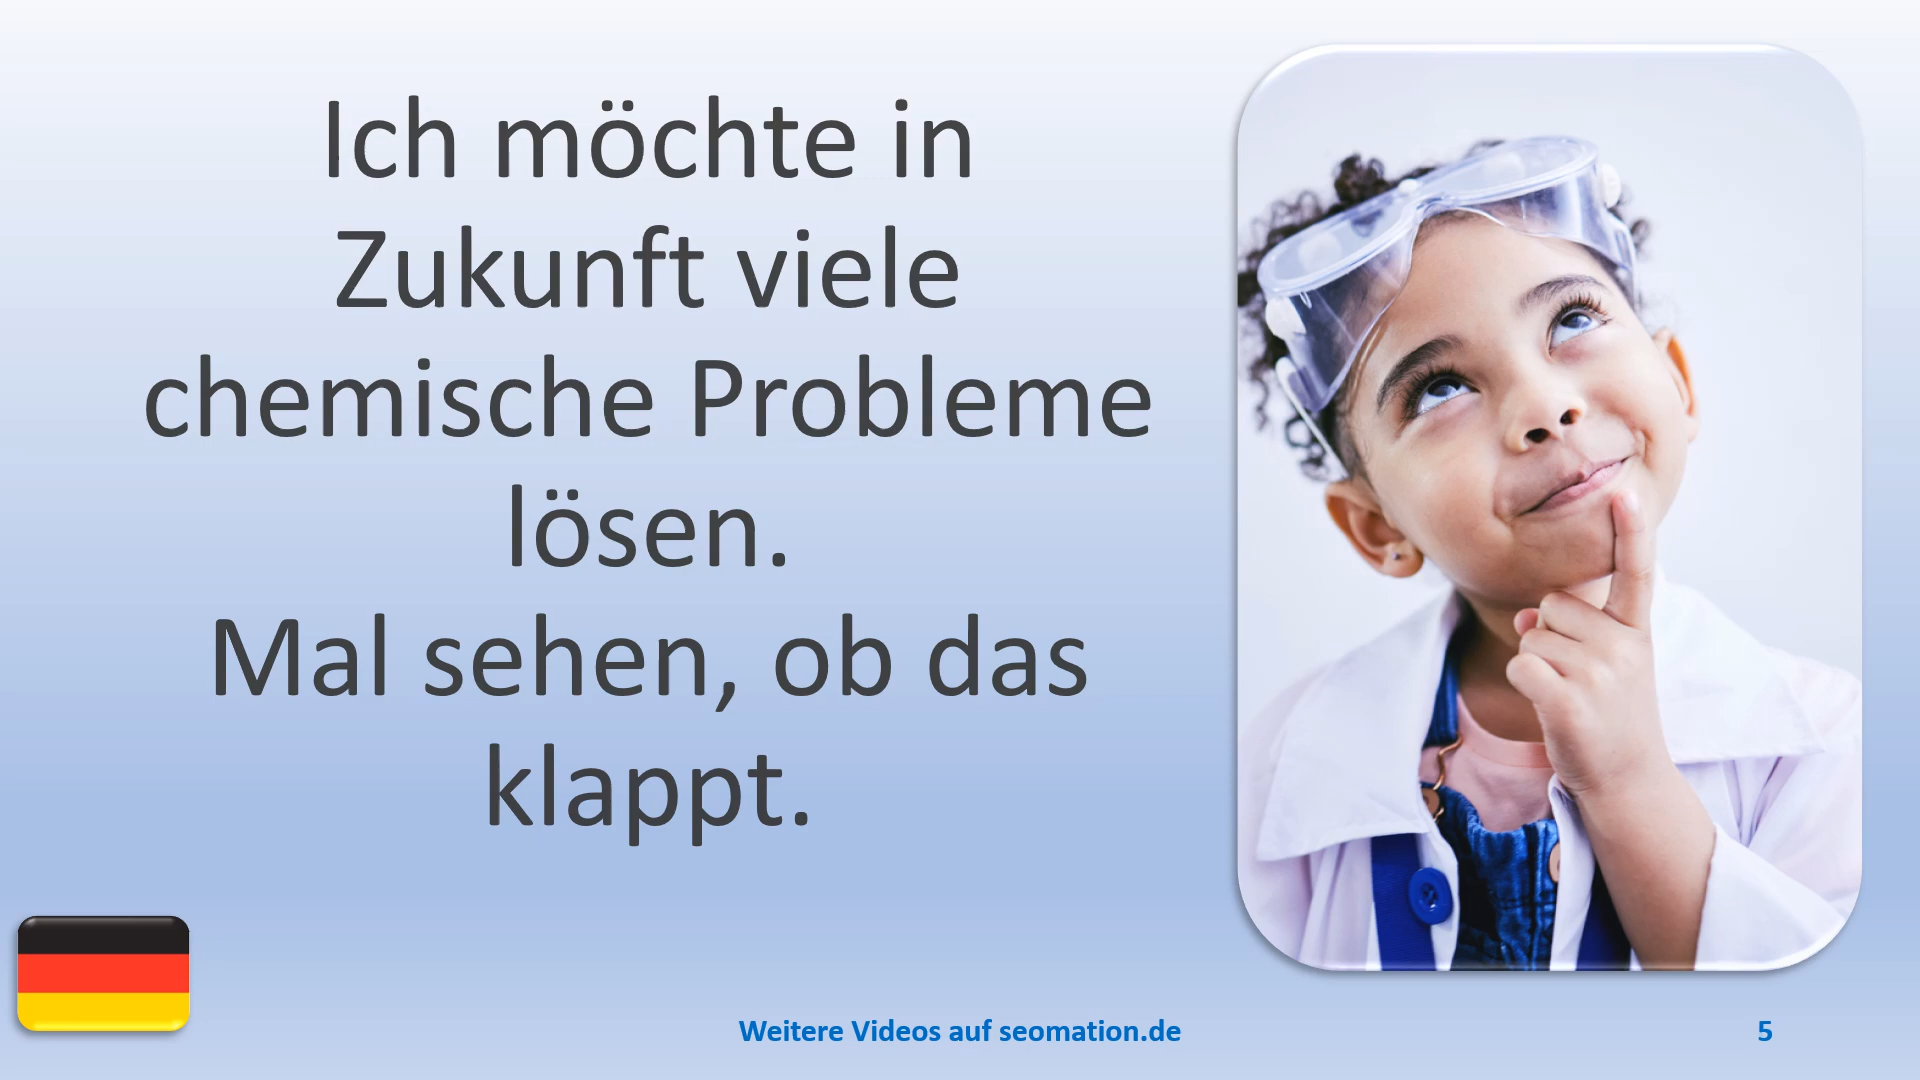 Ich möchte in
Zukunft viele
chemische Probleme
lösen.
Mal sehen, ob das
klappt.
Weitere Videos auf seomation.de
5